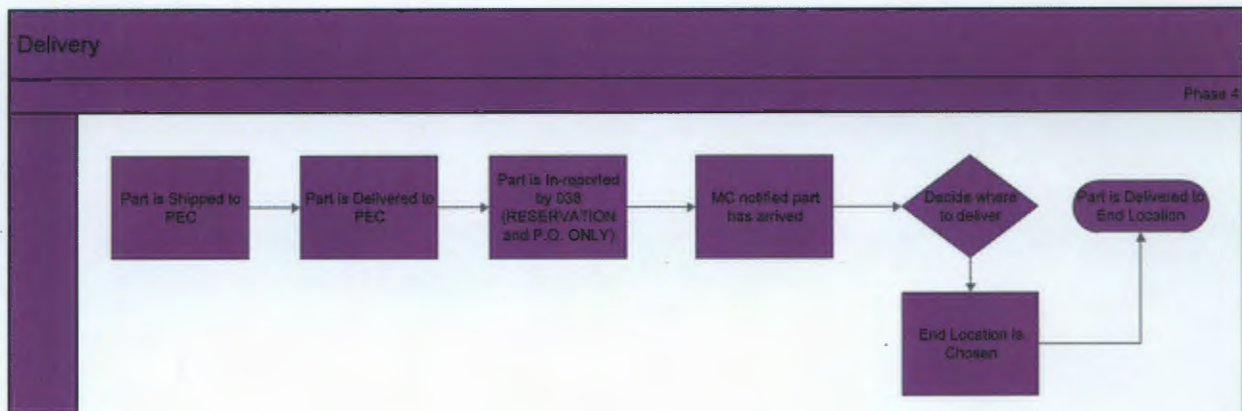 Delivery
Phase 4
Part is Shipped to
PEC
Part is Delivered to
PEC
Part is In-reported
by 038
(RESERVATION
and P.O. ONLY)
MC notified part
has arrived
Decide where
to deliver
End Location is
Chosen
Part is Delivered to
End Location